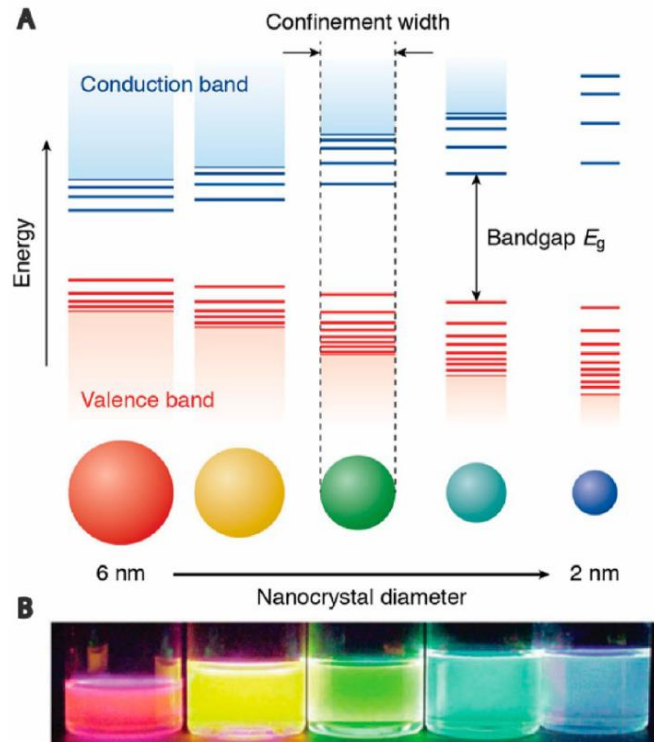 A
Confinement width
Conduction band
Energy
Bandgap Eg
Valence band
6 nm
2 nm
Nanocrystal diameter
B